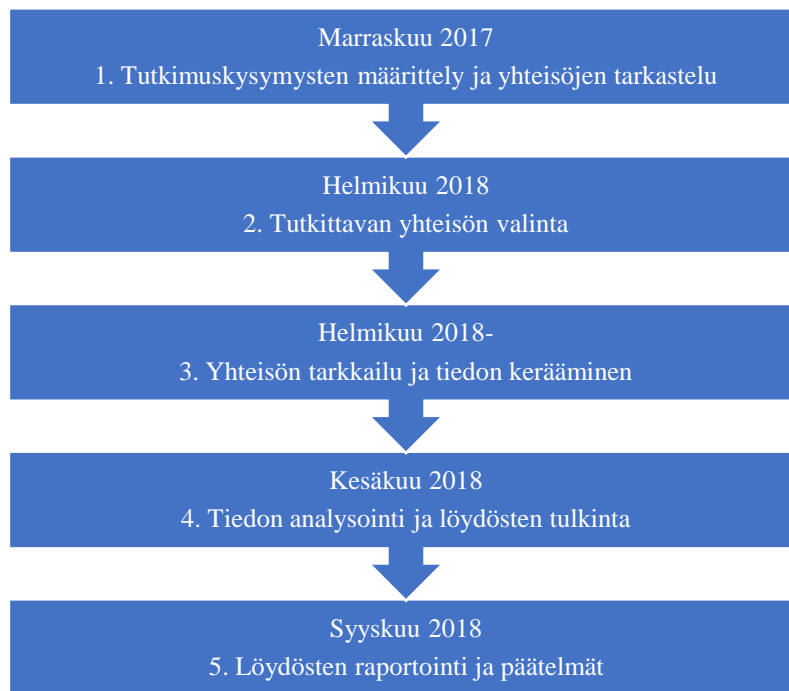 Marraskuu 2017
1. Tutkimuskysymysten määrittely ja yhteisöjen tarkastelu
Helmikuu 2018
2. Tutkittavan yhteisön valinta
Helmikuu 2018-
3. Yhteisön tarkkailu ja tiedon kerääminen
Kesäkuu 2018
4. Tiedon analysointi ja löydösten tulkinta
Syyskuu 2018
5. Löydösten raportointi ja päätelmät